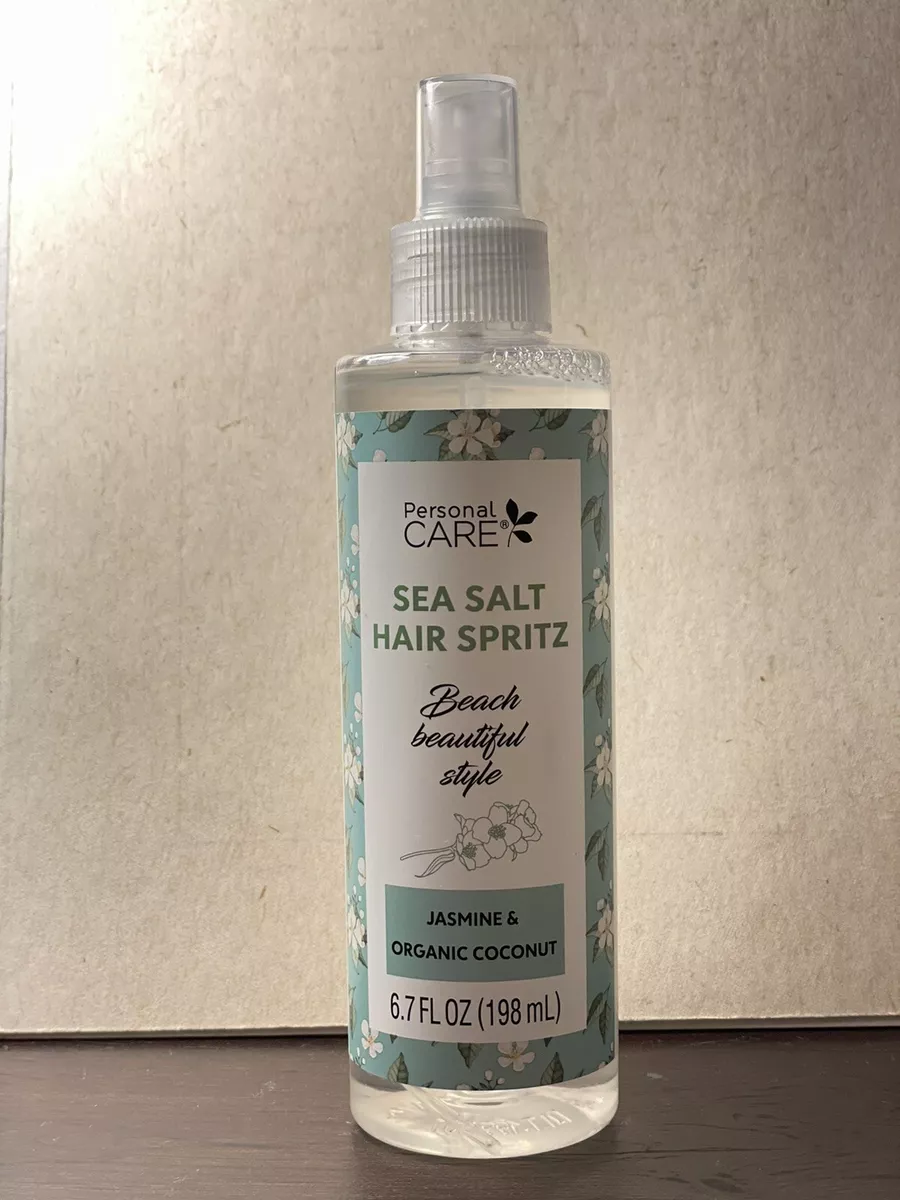 Personal
CARE®
SEA SALT
HAIR SPRITZ
Beach
beautiful
style
JASMINE &
ORGANIC COCONUT
6.7 FL OZ (198 mL)